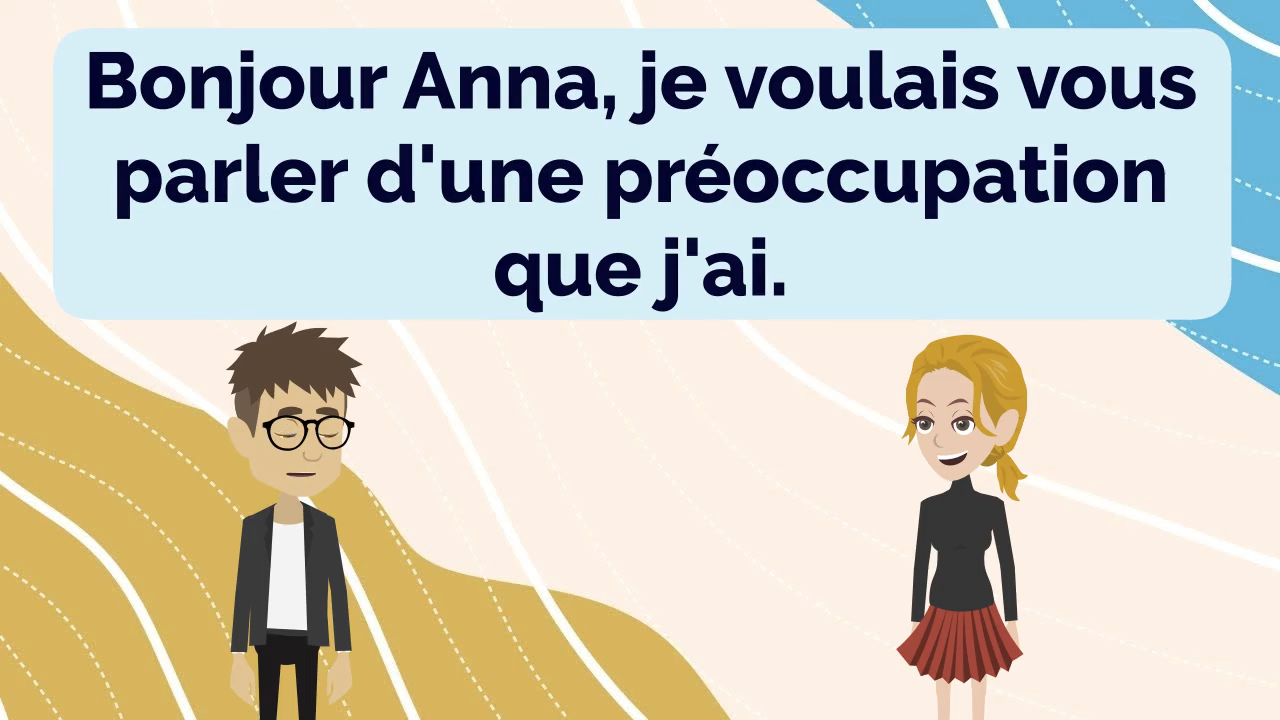 Bonjour Anna, je voulais vous
parler d'une préoccupation
que j'ai.